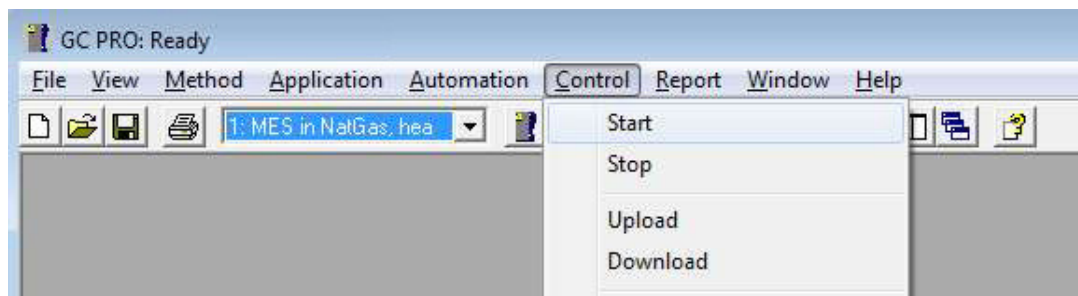 GC PRO: Ready
File View Method Application Automation Control Report Window Help
1: MES in NatGas, hea
Start
Stop
Upload
Download